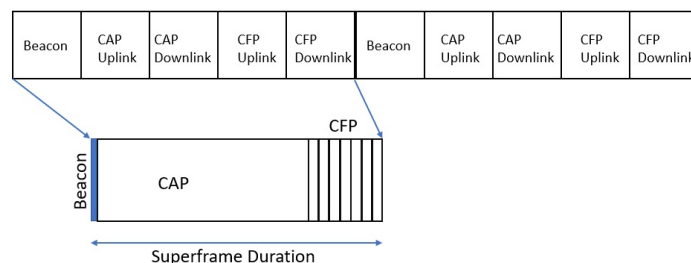 Beacon
CAP
Uplink
CAP
Downlink
CFP
Uplink
CFP
Downlink
Beacon
CAP
Uplink
CAP
Downlink
CFP
Uplink
CFP
Downlink
CFP
Beacon
CAP
Superframe Duration